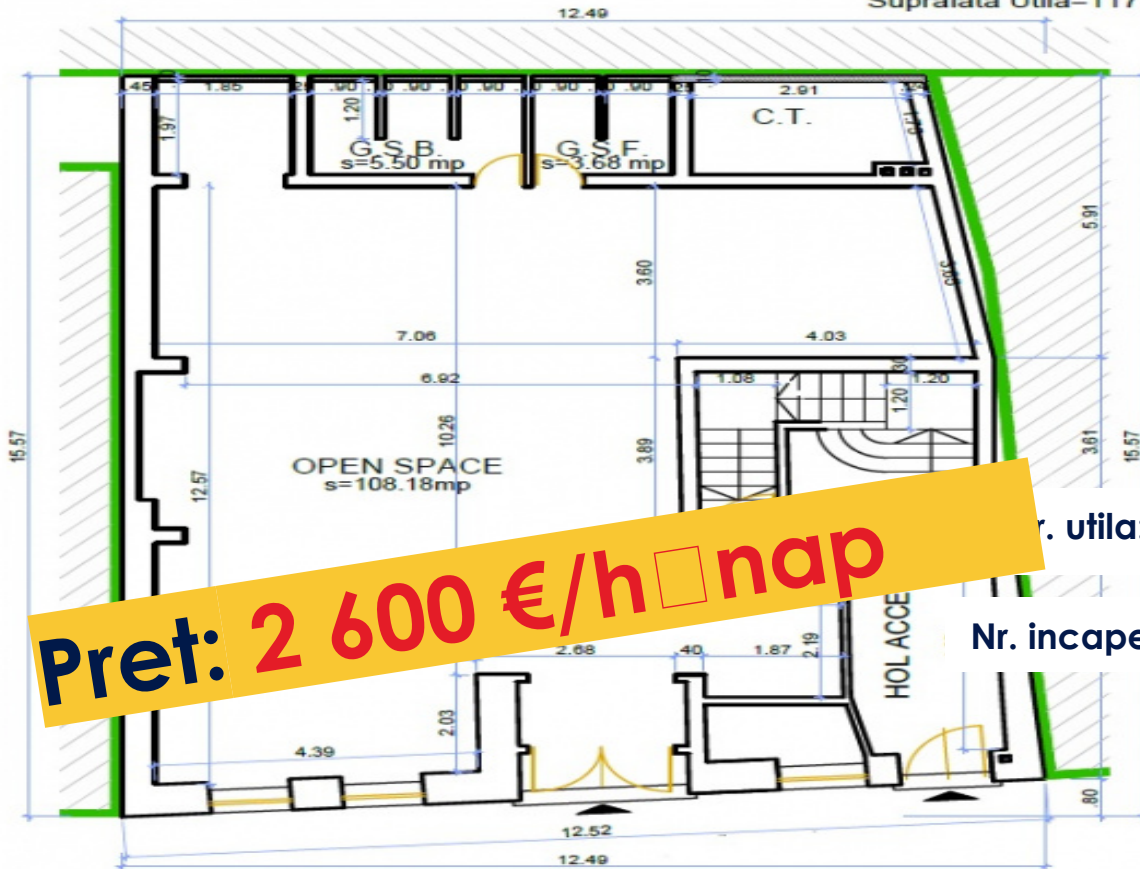 12.49
Suprafata Utila=117
.45 1.85 .90 .90 .90 .90 .90 2.91
1.20
1.97
C.T.
G.S.B.
s=5.50 mp
G.S.F.
s=3.68 mp
5.91
3.60
7.06
4.03
6.92
1.08
.30
1.20
1.20
15.57
10.26
3.89
3.61
15.57
OPEN SPACE
s=108.18mp
12.57
r. utila:
Pret: 2 600 €/h□nap
HOL ACCE
Nr. incape
2.68
.40
1.87
2.19
2.03
4.39
.80
12.52
12.49